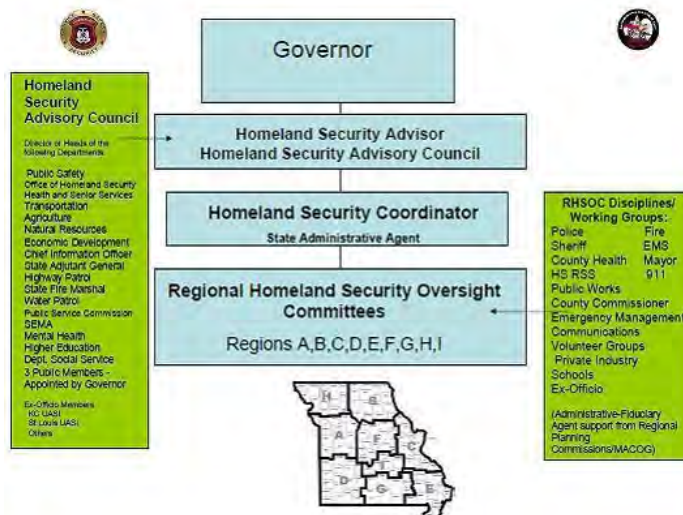 Governor
Homeland
Security
Advisory Council
Director or Heads of the
following Departments
Public Safety
Office of Homeland Security
Health and Senior Services
Transportation
Agriculture
Natural Resources
Economic Development
Chief Information Officer
State Adjutant General
Highway Patrol
State Fire Marshal
Water Patrol
Public Service Commission
SEMA
Mental Health
Higher Education
Dept. Social Service
3 Public Members -
Appointed by Governor
Ex-Officio Members
KC UASI
St Louis UASI
Others
Homeland Security Advisor
Homeland Security Advisory Council
Homeland Security Coordinator
State Administrative Agent
Regional Homeland Security Oversight
Committees
Regions A,B,C,D,E,F,G,H,I
RHSOC Disciplines/
Working Groups:
Police Fire
Sheriff EMS
County Health Mayor
HS RSS 911
Public Works
County Commissioner
Emergency Management
Communications
Volunteer Groups
Private Industry
Schools
Ex-Officio
(Administrative-Fiduciary
Agent support from Regional
Planning
Commissions/MACOG)
H
B
A
F
C
I
D
G
E